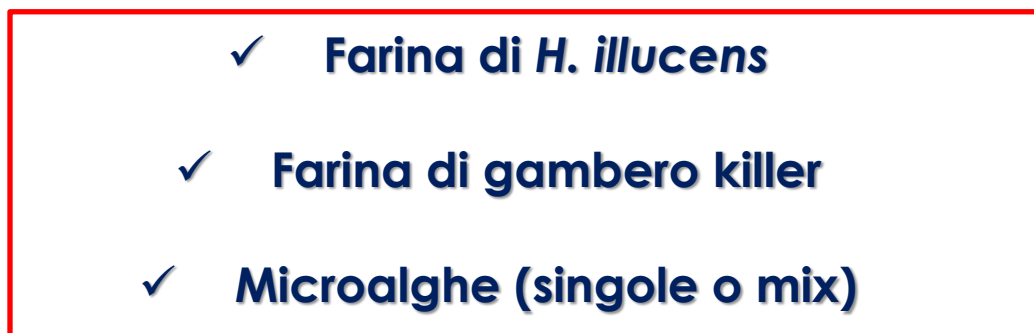 ✓ Farina di H. illucens
✓ Farina di gambero killer
✓ Microalghe (singole o mix)